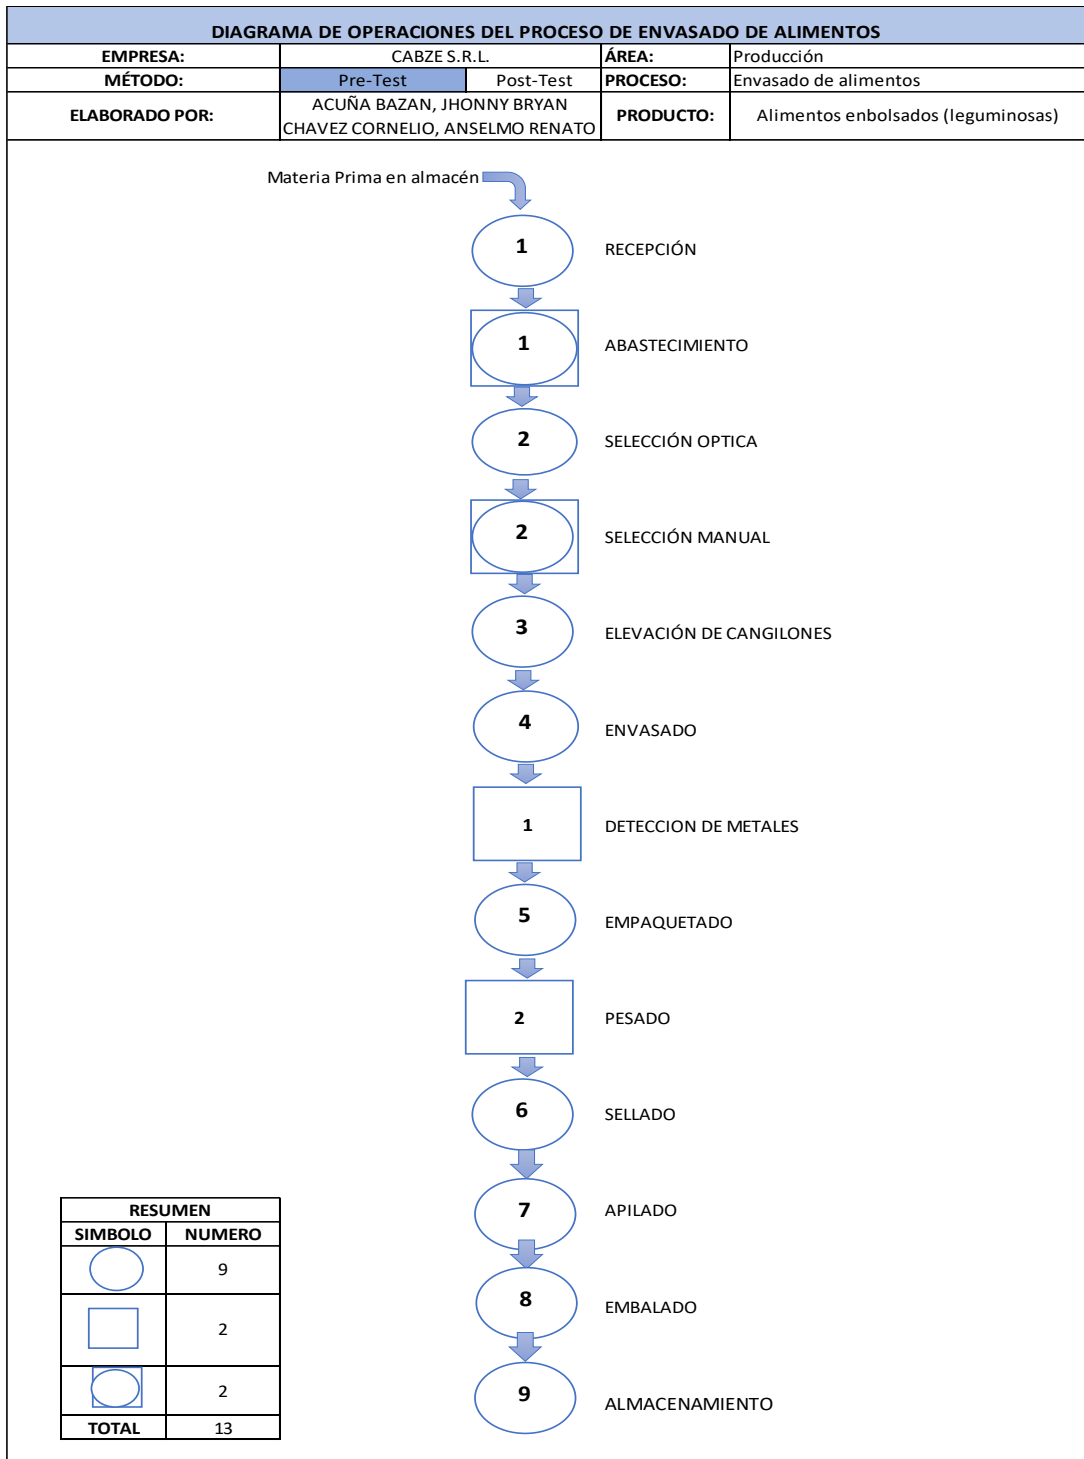 DIAGRAMA DE OPERACIONES DEL PROCESO DE ENVASADO DE ALIMENTOS
EMPRESA: CABZE S.R.L. ÁREA: Producción
MÉTODO: Pre-Test Post-Test PROCESO: Envasado de alimentos
ELABORADO POR: ACUÑA BAZAN, JHONNY BRYAN
CHAVEZ CORNELIO, ANSELMO RENATO PRODUCTO: Alimentos enbolsados (leguminosas)
Materia Prima en almacén
1 RECEPCIÓN
1 ABASTECIMIENTO
2 SELECCIÓN OPTICA
2 SELECCIÓN MANUAL
3 ELEVACIÓN DE CANGILONES
4 ENVASADO
1 DETECCION DE METALES
5 EMPAQUETADO
2 PESADO
6 SELLADO
7 APILADO
8 EMBALADO
9 ALMACENAMIENTO
RESUMEN
SIMBOLO NUMERO
9
2
2
TOTAL 13